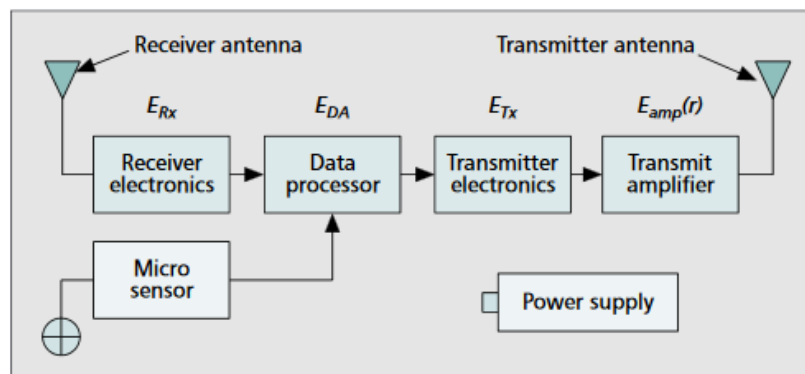 Receiver antenna
Transmitter antenna
E_Rx
E_DA
E_Tx
E_amp(r)
Receiver
electronics
Data
processor
Transmitter
electronics
Transmit
amplifier
Micro
sensor
Power supply